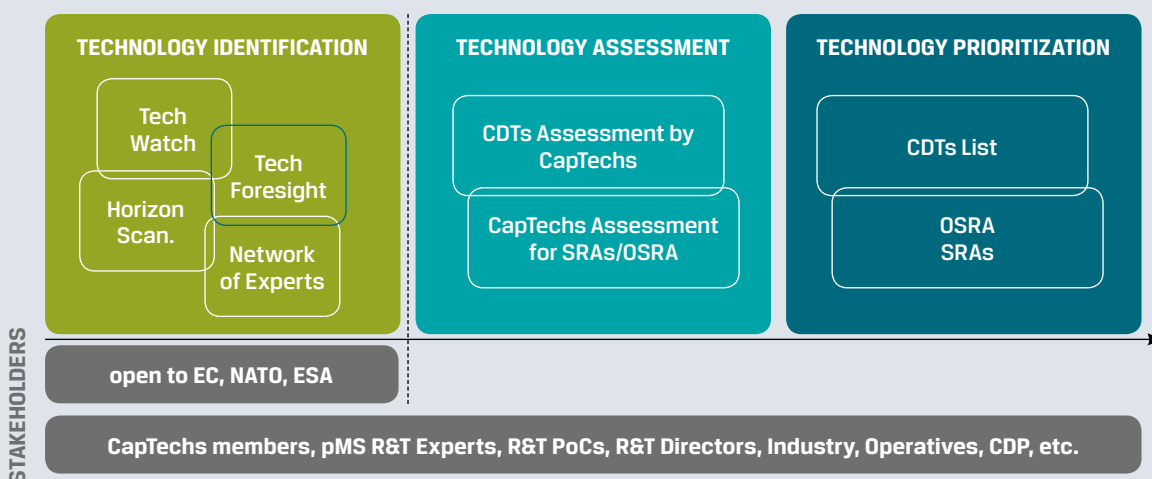 TECHNOLOGY IDENTIFICATION
Tech
Watch
Tech
Foresight
Horizon
Scan.
Network
of Experts
TECHNOLOGY ASSESSMENT
CDTs Assessment by
CapTechs
CapTechs Assessment
for SRAs/OSRA
TECHNOLOGY PRIORITIZATION
CDTs List
OSRA
SRAs
STAKEHOLDERS
open to EC, NATO, ESA
CapTechs members, pMS R&T Experts, R&T PoCs, R&T Directors, Industry, Operatives, CDP, etc.